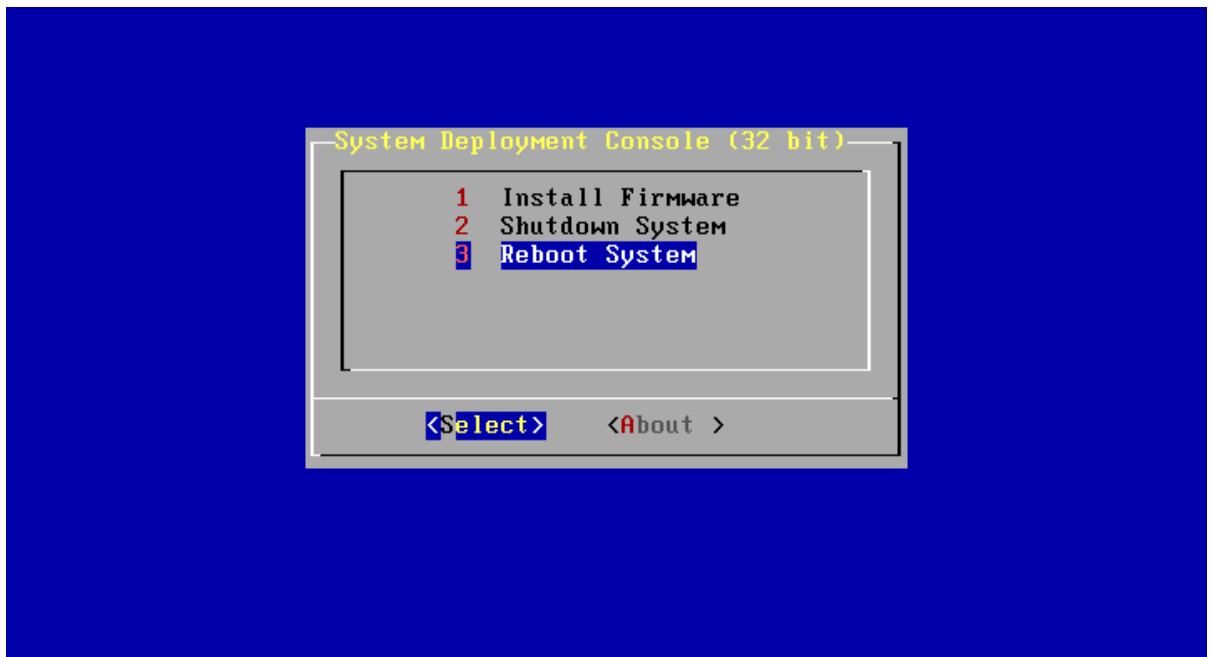 System Deployment Console (32 bit)
1 Install Firmware
2 Shutdown System
3 Reboot System
<Select> <About >